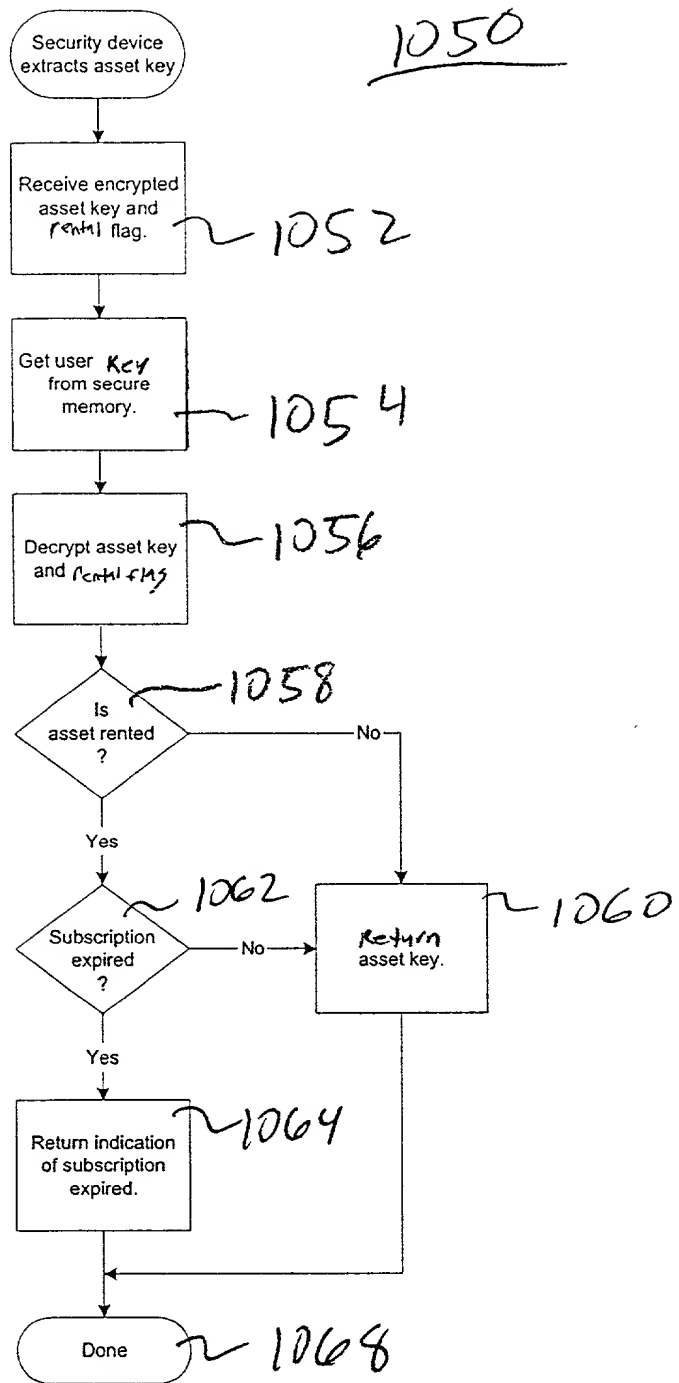 1050
Security device
extracts asset key
Receive encrypted
asset key and
rental flag.
1052
Get user Key
from secure
memory.
1054
Decrypt asset key
and rental flag
1056
Is
asset rented
?
1058
No
Yes
Subscription
expired
?
1062
No
Return
asset key.
1060
Yes
Return indication
of subscription
expired.
1064
Done
1068